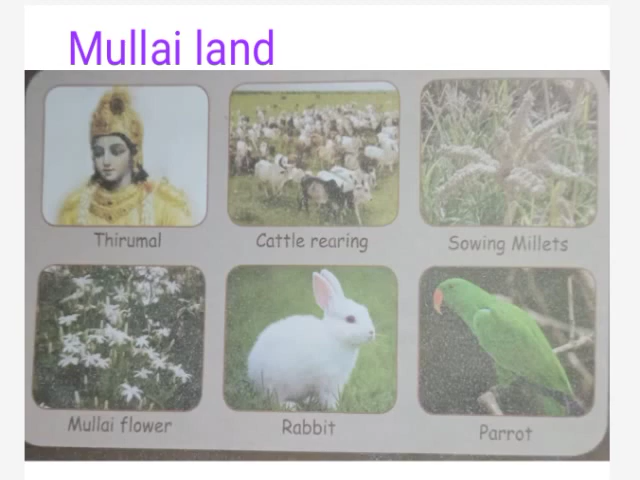 Mullai land
Thirumal
Cattle rearing
Sowing Millets
Mullai flower
Rabbit
Parrot